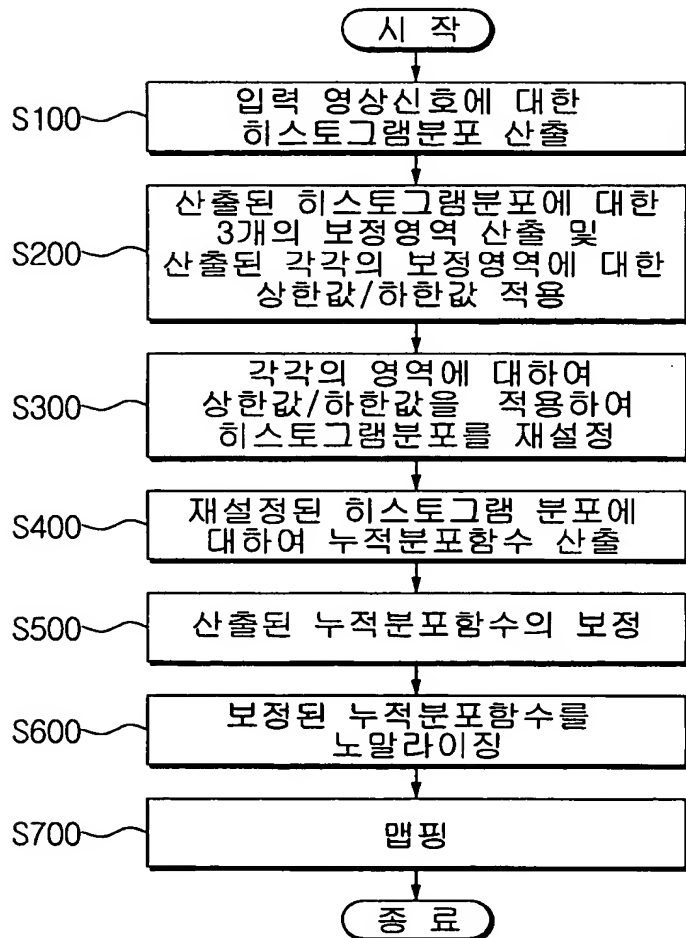 시 작
S100
입력 영상신호에 대한
히스토그램분포 산출
S200
산출된 히스토그램분포에 대한
3개의 보정영역 산출 및
산출된 각각의 보정영역에 대한
상한값/하한값 적용
S300
각각의 영역에 대하여
상한값/하한값을 적용하여
히스토그램분포를 재설정
S400
재설정된 히스토그램 분포에
대하여 누적분포함수 산출
S500
산출된 누적분포함수의 보정
S600
보정된 누적분포함수를
노말라이징
S700
맵핑
종 료